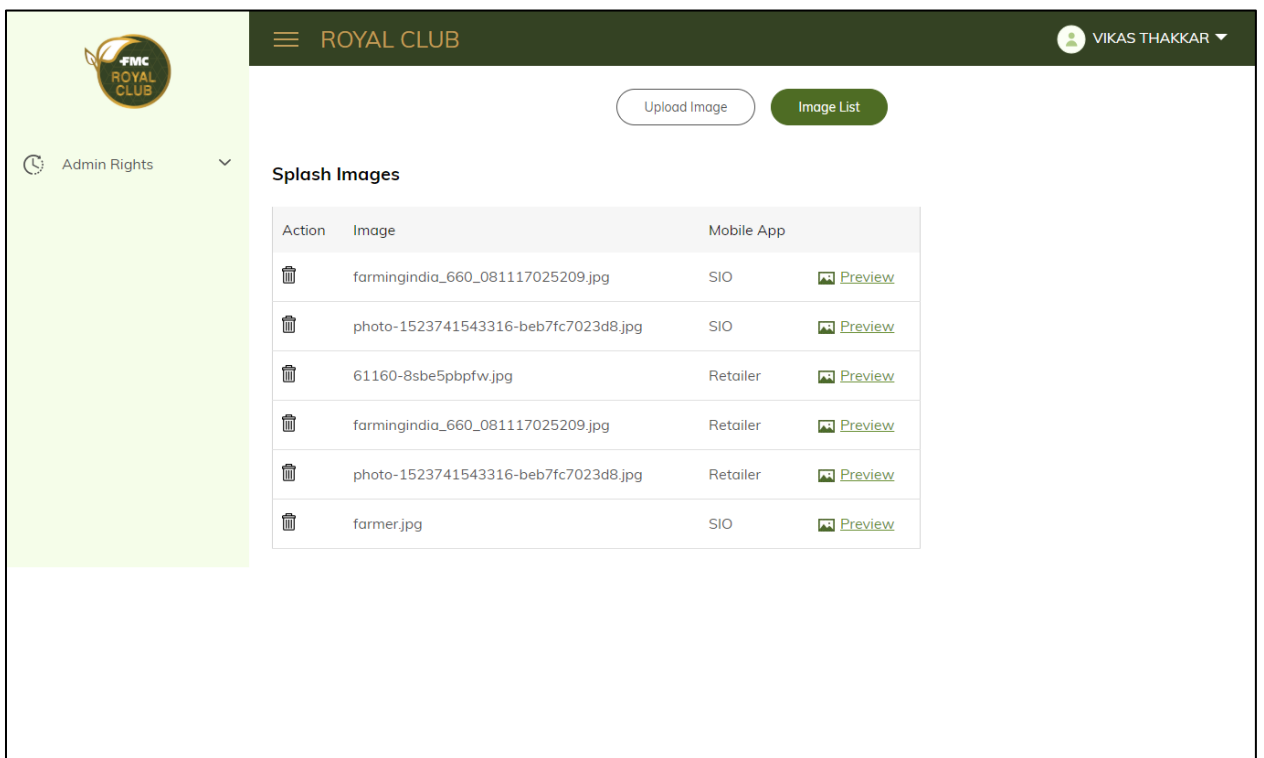 FMC
ROYAL
CLUB
ROYAL CLUB
VIKAS THAKKAR
Upload Image
Image List
Admin Rights
Splash Images
Action Image Mobile App
farmingindia_660_081117025209.jpg SIO Preview
photo-1523741543316-beb7fc7023d8.jpg SIO Preview
61160-8sbe5pbpfw.jpg Retailer Preview
farmingindia_660_081117025209.jpg Retailer Preview
photo-1523741543316-beb7fc7023d8.jpg Retailer Preview
farmer.jpg SIO Preview